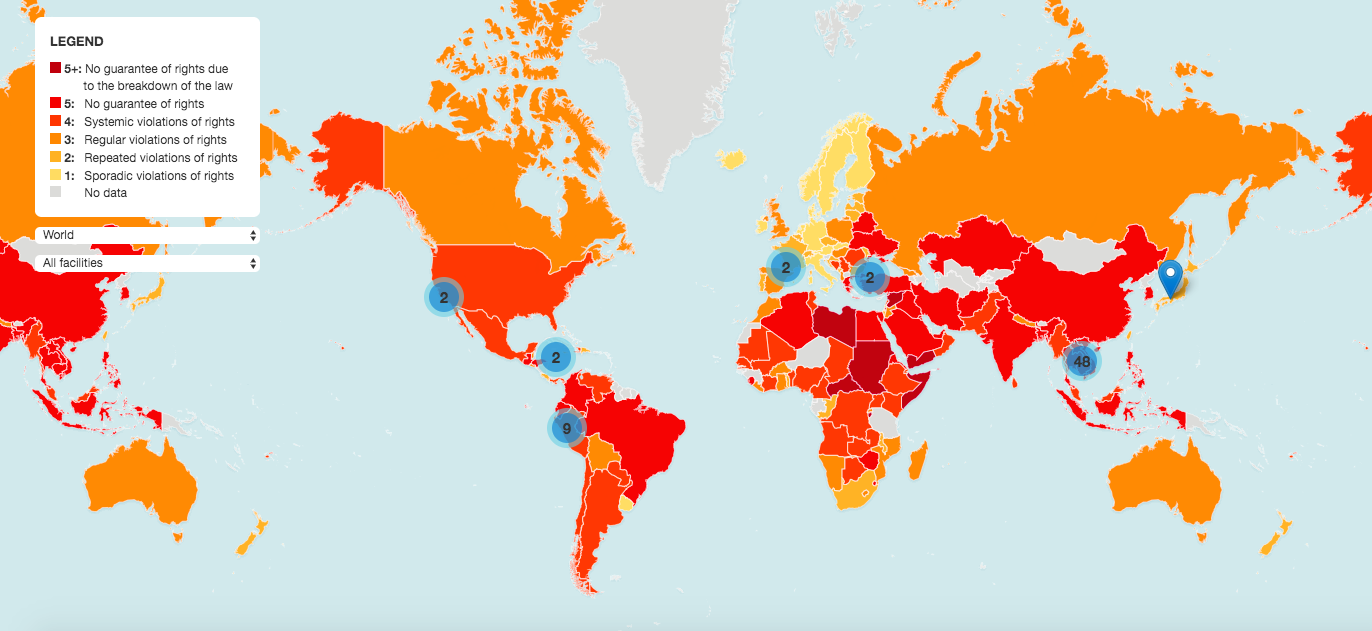 LEGEND
5+: No guarantee of rights due
to the breakdown of the law
5: No guarantee of rights
4: Systemic violations of rights
3: Regular violations of rights
2: Repeated violations of rights
1: Sporadic violations of rights
No data
World
All facilities
2
2
2
2
48
9